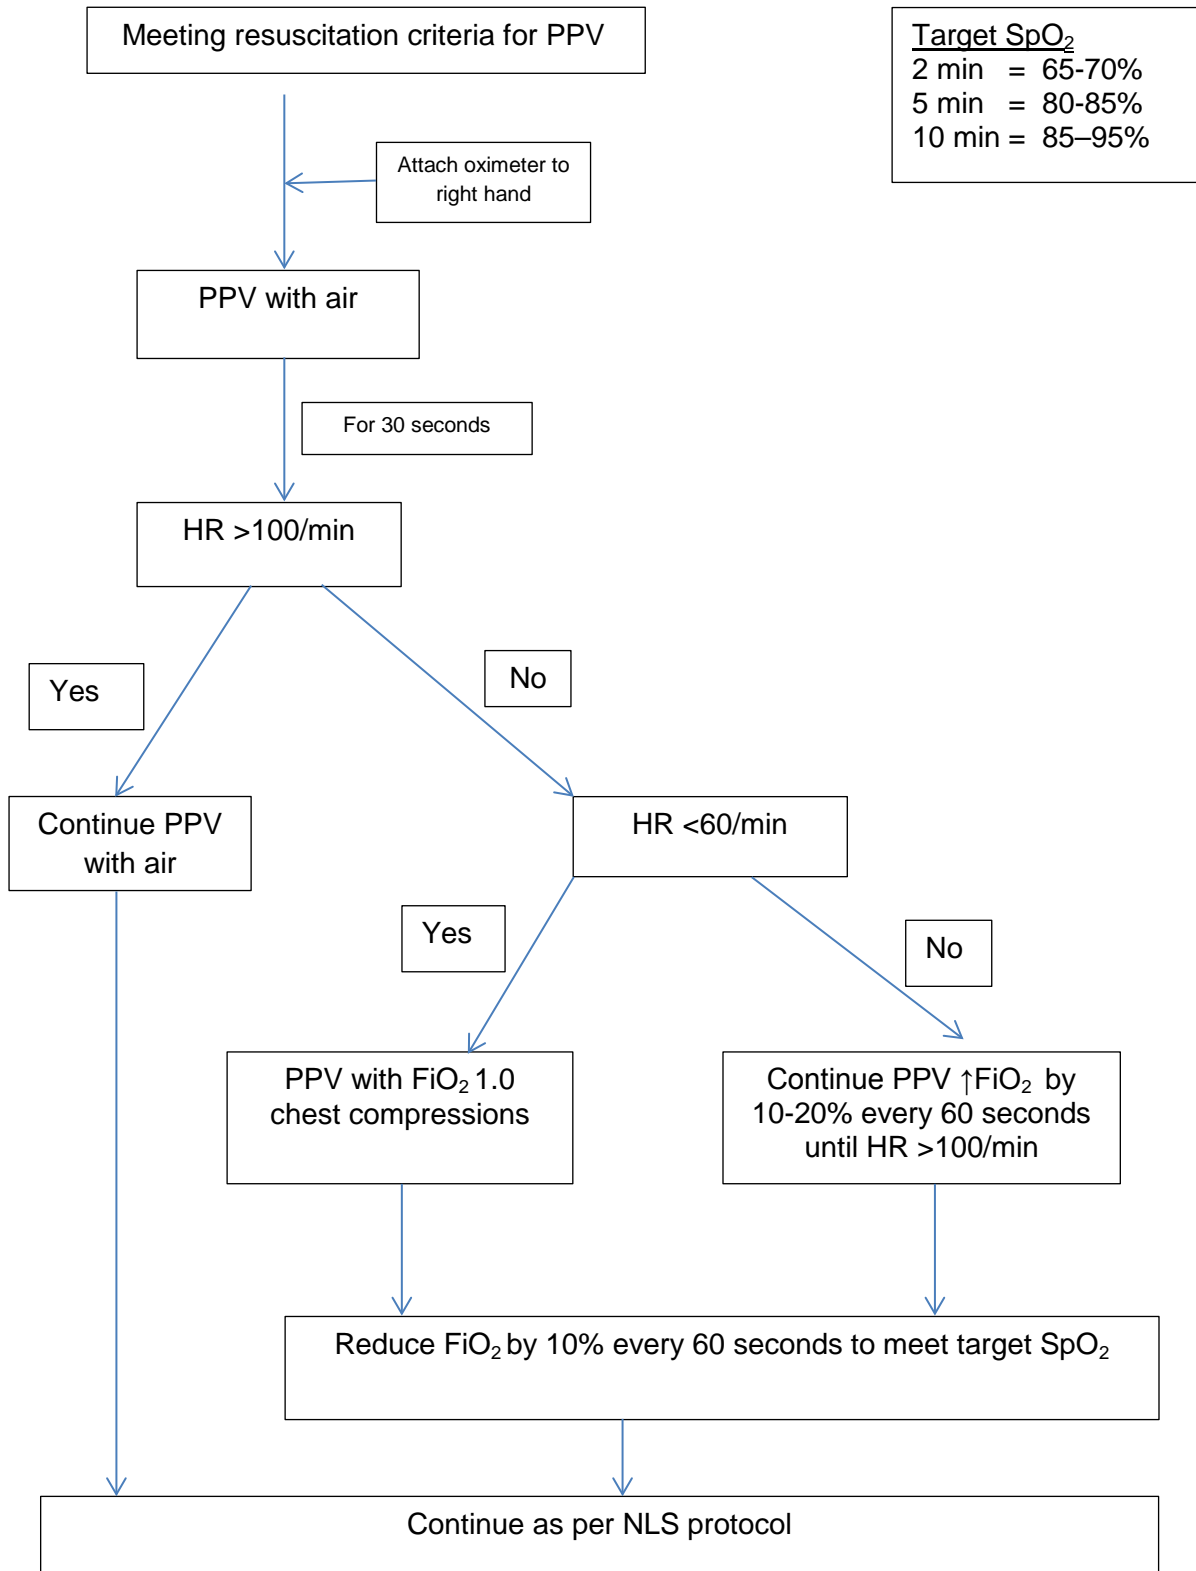 Meeting resuscitation criteria for PPV
Target SpO₂
2 min = 65-70%
5 min = 80-85%
10 min = 85–95%
Attach oximeter to
right hand
PPV with air
For 30 seconds
HR >100/min
Yes
No
Continue PPV
with air
HR <60/min
Yes
No
PPV with FiO₂ 1.0
chest compressions
Continue PPV ↑FiO₂ by
10-20% every 60 seconds
until HR >100/min
Reduce FiO₂ by 10% every 60 seconds to meet target SpO₂
Continue as per NLS protocol